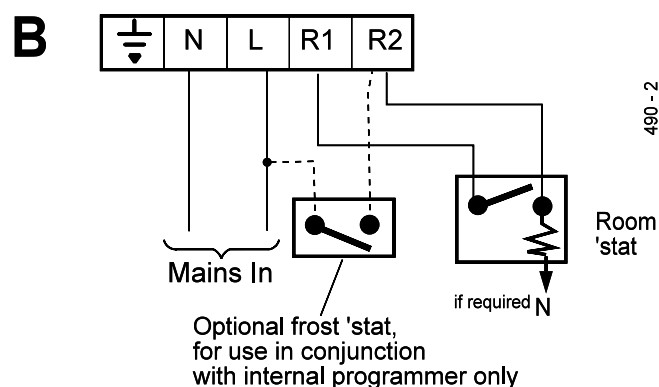 B
N L R1 R2
490 - 2
Room
'stat
Mains In
if required N
Optional frost 'stat,
for use in conjunction
with internal programmer only